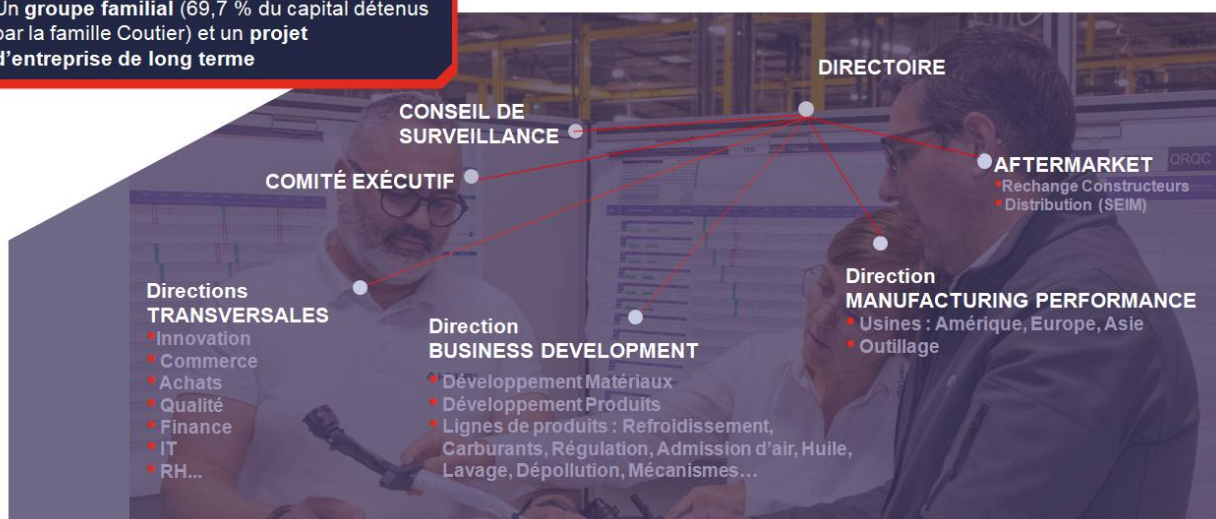 Un groupe familial (69,7 % du capital détenus
par la famille Coutier) et un projet
d'entreprise de long terme
DIRECTOIRE
CONSEIL DE
SURVEILLANCE
COMITÉ EXÉCUTIF
AFTERMARKET
Rechange Constructeurs
Distribution (SEIM)
QRQC
Directions
TRANSVERSALES
Innovation
Commerce
Achats
Qualité
Finance
IT
RH...
Direction
BUSINESS DEVELOPMENT
Développement Matériaux
Développement Produits
Lignes de produits : Refroidissement,
Carburants, Régulation, Admission d'air, Huile,
Lavage, Dépollution, Mécanismes…
Direction
MANUFACTURING PERFORMANCE
Usines : Amérique, Europe, Asie
Outillage